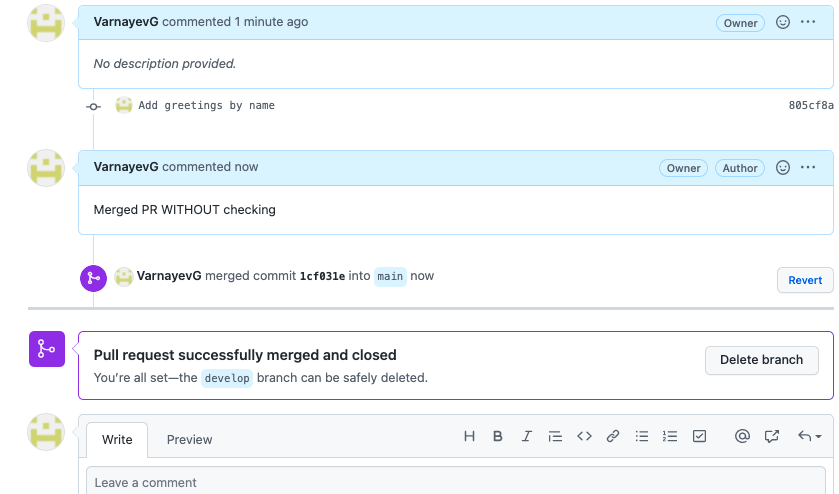 VarnayevG commented 1 minute ago Owner
No description provided.
Add greetings by name 805cf8a
VarnayevG commented now Owner Author
Merged PR WITHOUT checking
VarnayevG merged commit 1cf031e into main now Revert
Pull request successfully merged and closed
You’re all set—the develop branch can be safely deleted.
Delete branch
Write Preview
Leave a comment